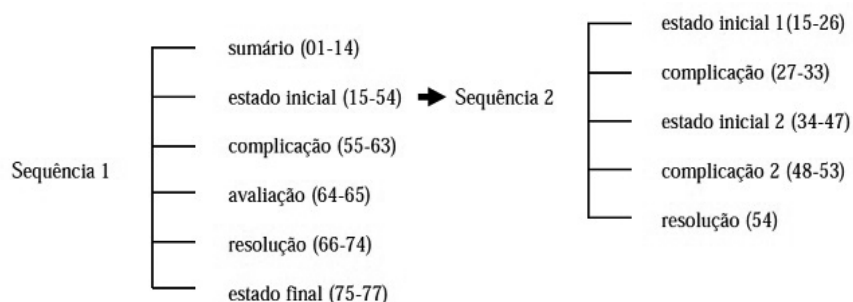 Sequência 1
sumário (01-14)
estado inicial (15-54)
complicação (55-63)
avaliação (64-65)
resolução (66-74)
estado final (75-77)
Sequência 2
estado inicial 1(15-26)
complicação (27-33)
estado inicial 2 (34-47)
complicação 2 (48-53)
resolução (54)